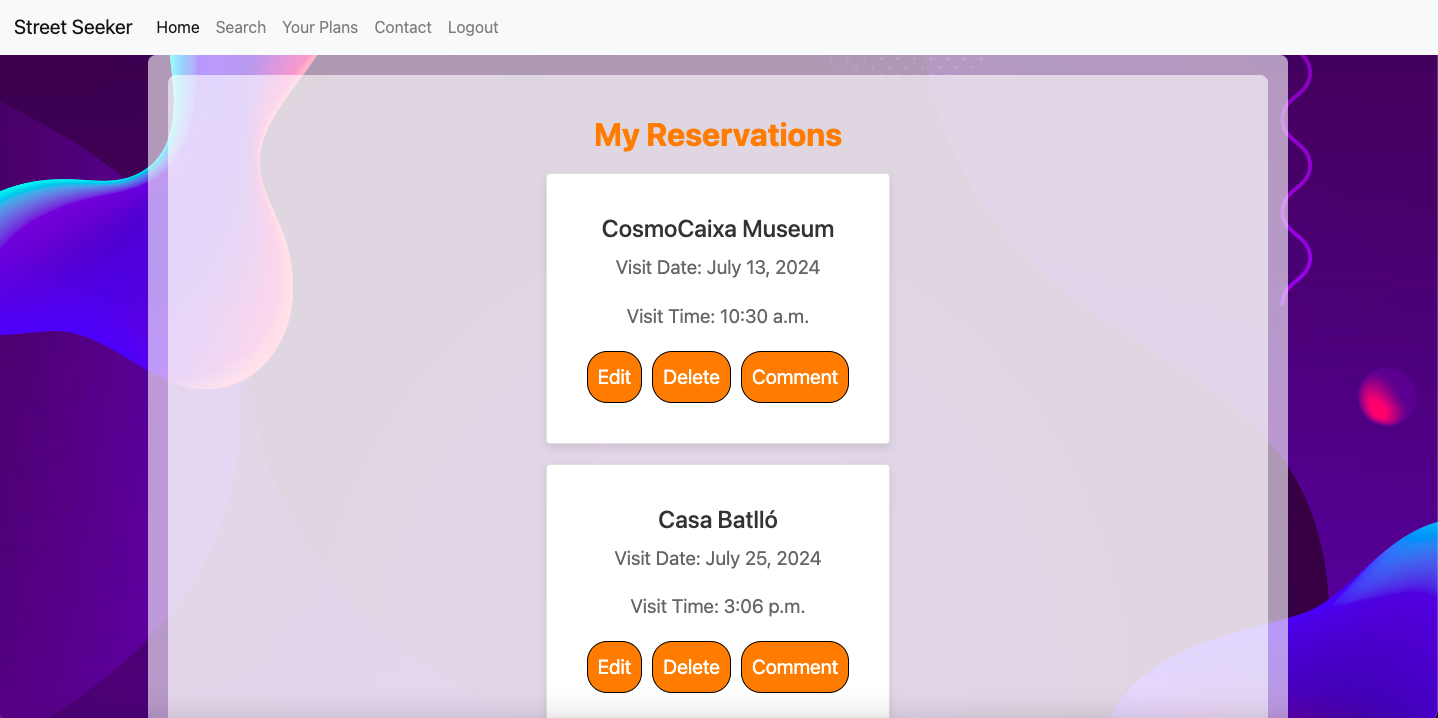 Street Seeker Home Search Your Plans Contact Logout
My Reservations
CosmoCaixa Museum
Visit Date: July 13, 2024
Visit Time: 10:30 a.m.
Edit Delete Comment
Casa Batlló
Visit Date: July 25, 2024
Visit Time: 3:06 p.m.
Edit Delete Comment